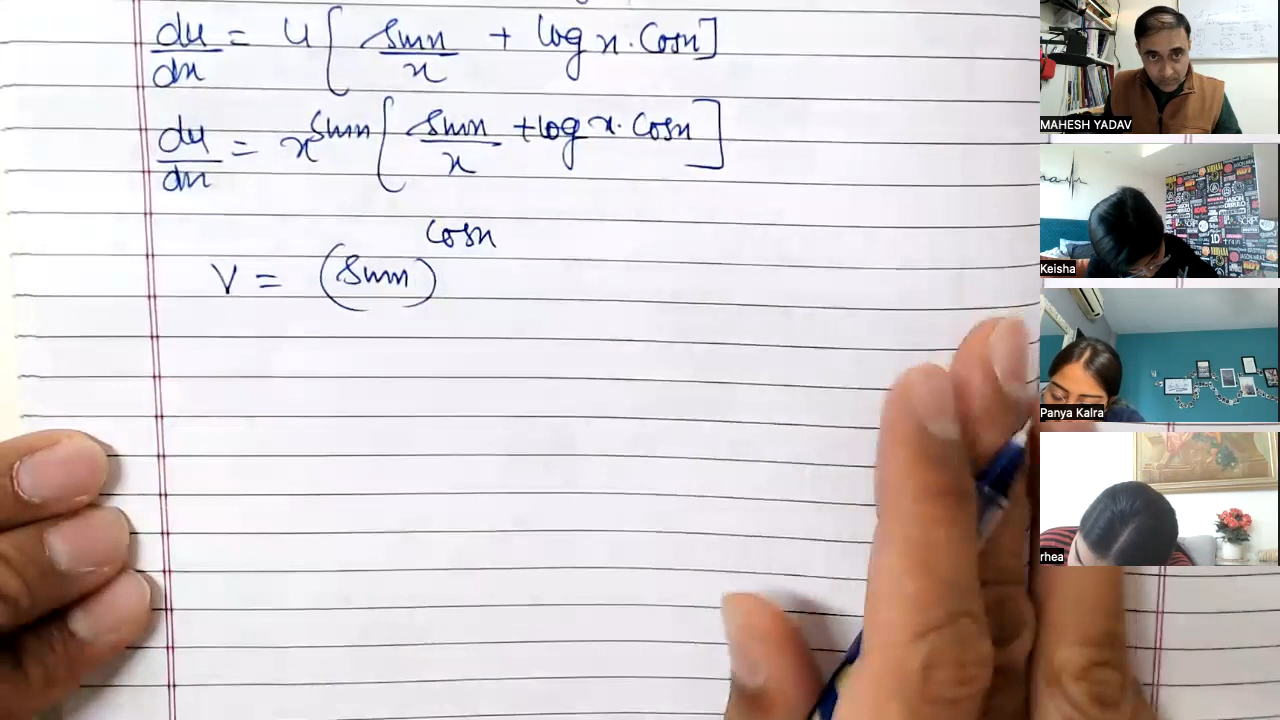 du/dx = u [ sinx/x + log x . Cosx ]
du/dx = x^sinx [ sinx/x + log x . Cosx ]
V = (sinx)^cosx
MAHESH YADAV
Keisha
Panya Kalra
rhea